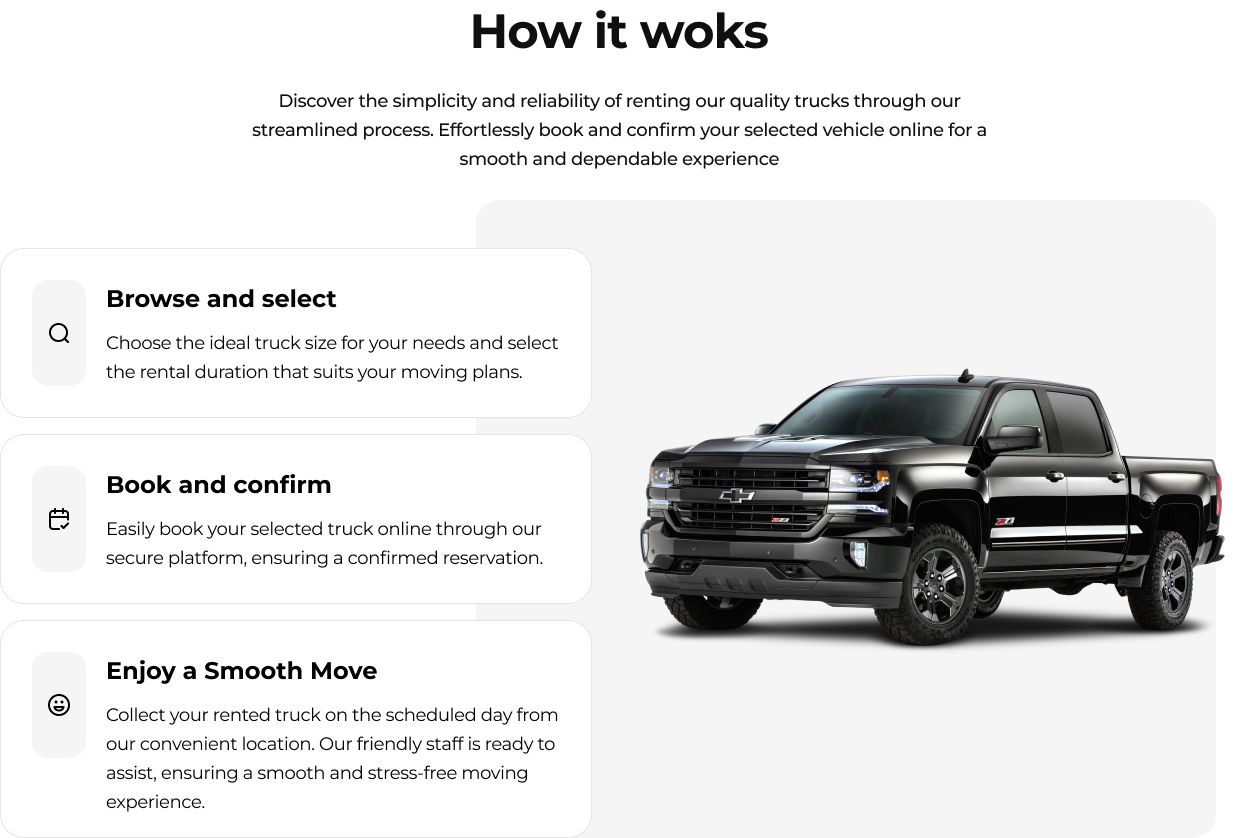 How it woks
Discover the simplicity and reliability of renting our quality trucks through our
streamlined process. Effortlessly book and confirm your selected vehicle online for a
smooth and dependable experience
Browse and select
Choose the ideal truck size for your needs and select
the rental duration that suits your moving plans.
Book and confirm
Easily book your selected truck online through our
secure platform, ensuring a confirmed reservation.
Enjoy a Smooth Move
Collect your rented truck on the scheduled day from
our convenient location. Our friendly staff is ready to
assist, ensuring a smooth and stress-free moving
experience.